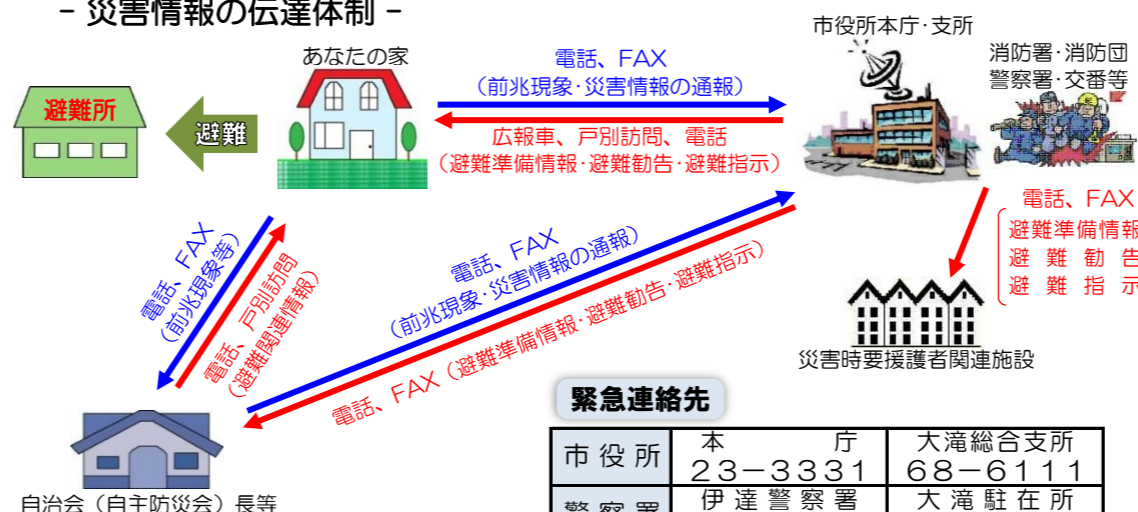 - 災害情報の伝達体制 -
市役所本庁・支所
あなたの家
電話、FAX
(前兆現象・災害情報の通報)
消防署・消防団
警察署・交番等
避難所
避難
広報車、戸別訪問、電話
(避難準備情報・避難勧告・避難指示)
電話、FAX
避難準備情報
避難勧告
避難指示
電話、FAX
(前兆現象等)
電話、戸別訪問
(避難関連情報)
電話、FAX
(前兆現象・災害情報の通報)
電話、FAX(避難準備情報・避難勧告・避難指示)
災害時要援護者関連施設
緊急連絡先
市役所 本庁 大滝総合支所
23-3331 68-6111
警察署 伊達警察署 大滝駐在所
自治会(自主防災会)長等